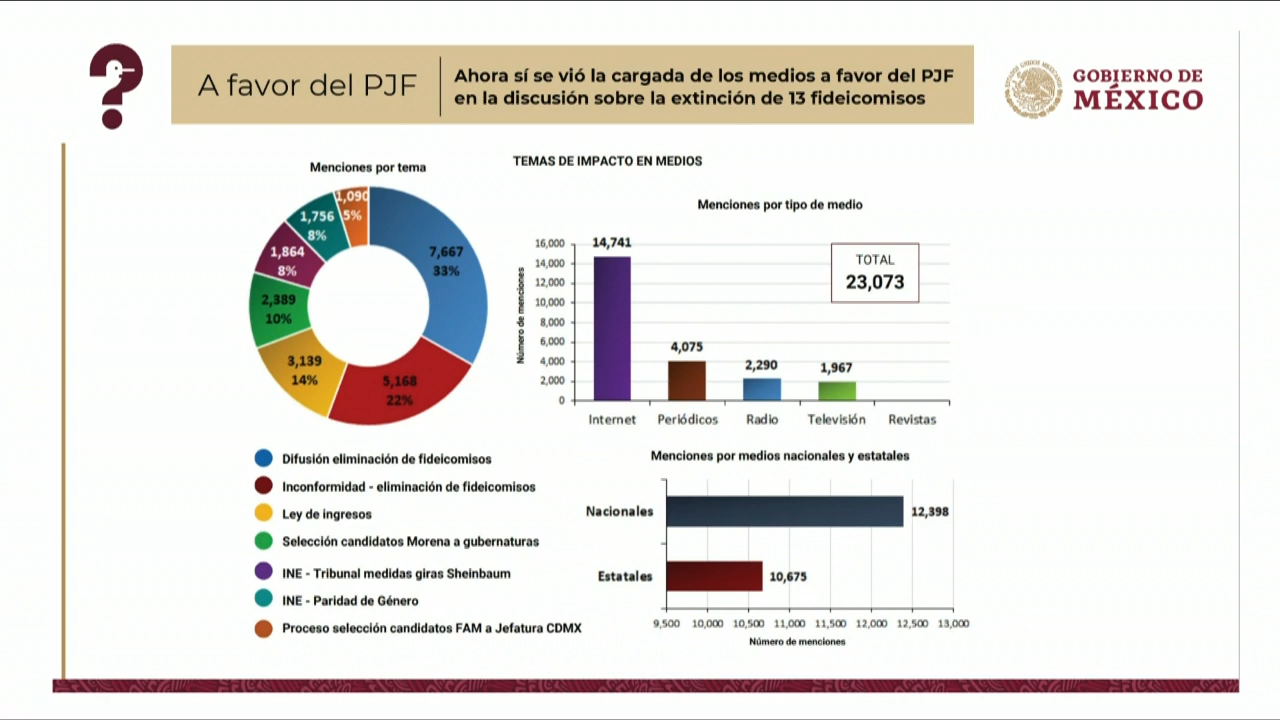 A favor del PJF
Ahora sí se vió la cargada de los medios a favor del PJF
en la discusión sobre la extinción de 13 fideicomisos
GOBIERNO DE
MÉXICO
TEMAS DE IMPACTO EN MEDIOS
Menciones por tema
1,090
5%
1,756
8%
1,864
8%
2,389
10%
3,139
14%
5,168
22%
7,667
33%
Difusión eliminación de fideicomisos
Inconformidad - eliminación de fideicomisos
Ley de ingresos
Selección candidatos Morena a gubernaturas
INE - Tribunal medidas giras Sheinbaum
INE - Paridad de Género
Proceso selección candidatos FAM a Jefatura CDMX
Menciones por tipo de medio
TOTAL
23,073
Número de menciones
16,000
14,000
12,000
10,000
8,000
6,000
4,000
2,000
0
14,741
4,075
2,290
1,967
Internet Periódicos Radio Televisión Revistas
Menciones por medios nacionales y estatales
Nacionales 12,398
Estatales 10,675
9,500 10,000 10,500 11,000 11,500 12,000 12,500 13,000
Número de menciones